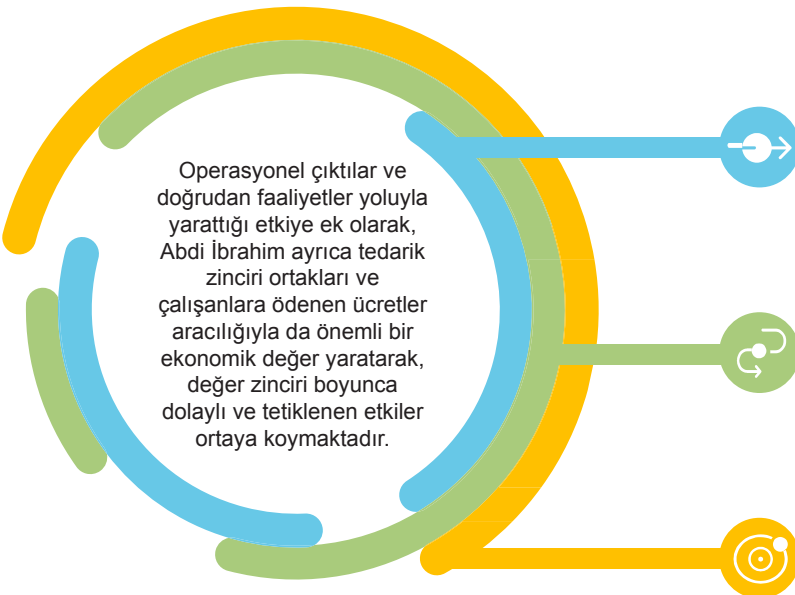 Operasyonel çıktılar ve
doğrudan faaliyetler yoluyla
yarattığı etkiye ek olarak,
Abdi İbrahim ayrıca tedarik
zinciri ortakları ve
çalışanlara ödenen ücretler
aracılığıyla da önemli bir
ekonomik değer yaratarak,
değer zinciri boyunca
dolaylı ve tetiklenen etkiler
ortaya koymaktadır.